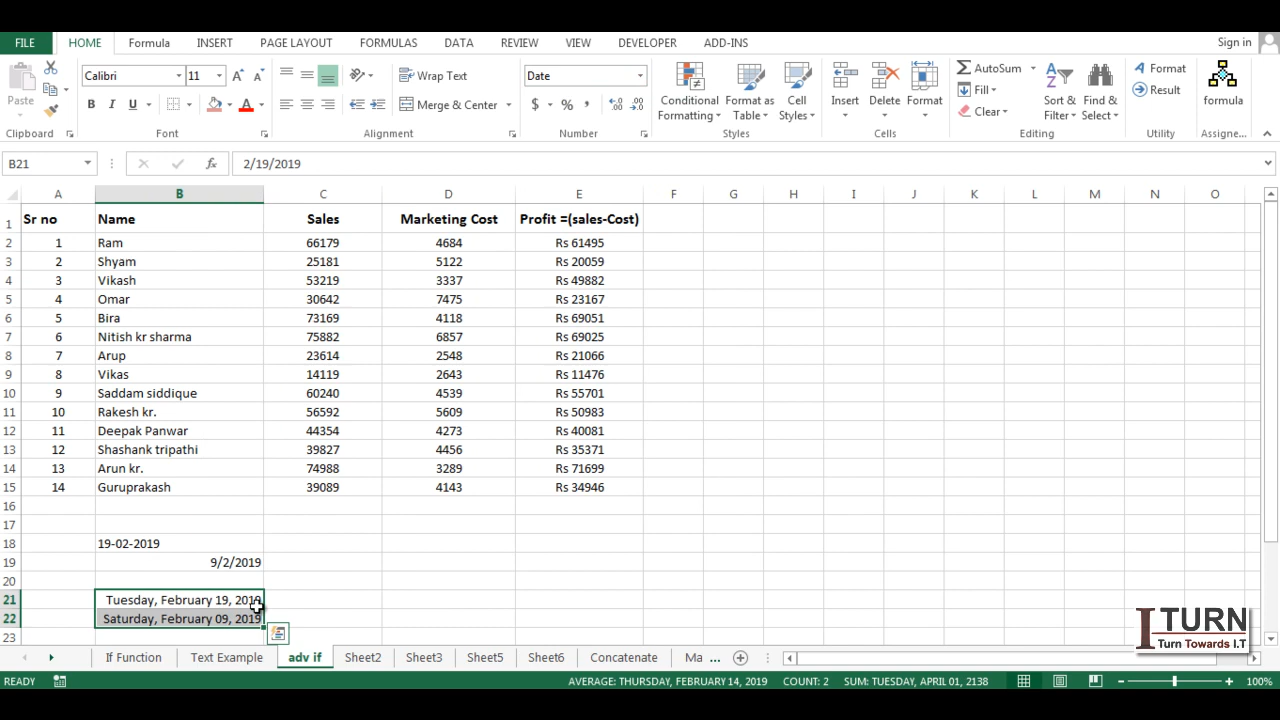 FILE HOME Formula INSERT PAGE LAYOUT FORMULAS DATA REVIEW VIEW DEVELOPER ADD-INS Sign in
Calibri 11 Wrap Text Date AutoSum Format
Paste Merge & Center Conditional Formatting Format as Table Cell Styles Insert Delete Format Fill Clear Sort & Filter Find & Select Result formula
Clipboard Font Alignment Number Styles Cells Editing Utility Assigne...
B21 2/19/2019
A B C D E F G H I J K L M N O
1 Sr no Name Sales Marketing Cost Profit =(sales-Cost)
2 1 Ram 66179 4684 Rs 61495
3 2 Shyam 25181 5122 Rs 20059
4 3 Vikash 53219 3337 Rs 49882
5 4 Omar 30642 7475 Rs 23167
6 5 Bira 73169 4118 Rs 69051
7 6 Nitish kr sharma 75882 6857 Rs 69025
8 7 Arup 23614 2548 Rs 21066
9 8 Vikas 14119 2643 Rs 11476
10 9 Saddam siddique 60240 4539 Rs 55701
11 10 Rakesh kr. 56592 5609 Rs 50983
12 11 Deepak Panwar 44354 4273 Rs 40081
13 12 Shashank tripathi 39827 4456 Rs 35371
14 13 Arun kr. 74988 3289 Rs 71699
15 14 Guruprakash 39089 4143 Rs 34946
16
17
18 19-02-2019
19 9/2/2019
20
21 Tuesday, February 19, 2019
22 Saturday, February 09, 2019
23
ITURN
Turn Towards I.T
If Function Text Example adv if Sheet2 Sheet3 Sheet5 Sheet6 Concatenate Ma ...
READY AVERAGE: THURSDAY, FEBRUARY 14, 2019 COUNT: 2 SUM: TUESDAY, APRIL 01, 2138 100%